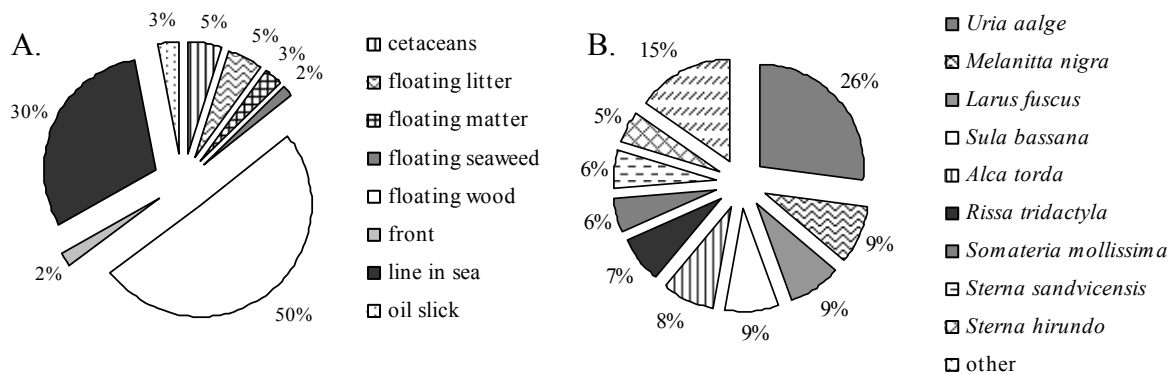 A.
3%
5%
5%
3%
2%
50%
2%
30%
cetaceans
floating litter
floating matter
floating seaweed
floating wood
front
line in sea
oil slick
B.
15%
26%
9%
9%
9%
8%
7%
6%
6%
5%
Uria aalge
Melanitta nigra
Larus fuscus
Sula bassana
Alca torda
Rissa tridactyla
Somateria mollissima
Sterna sandvicensis
Sterna hirundo
other